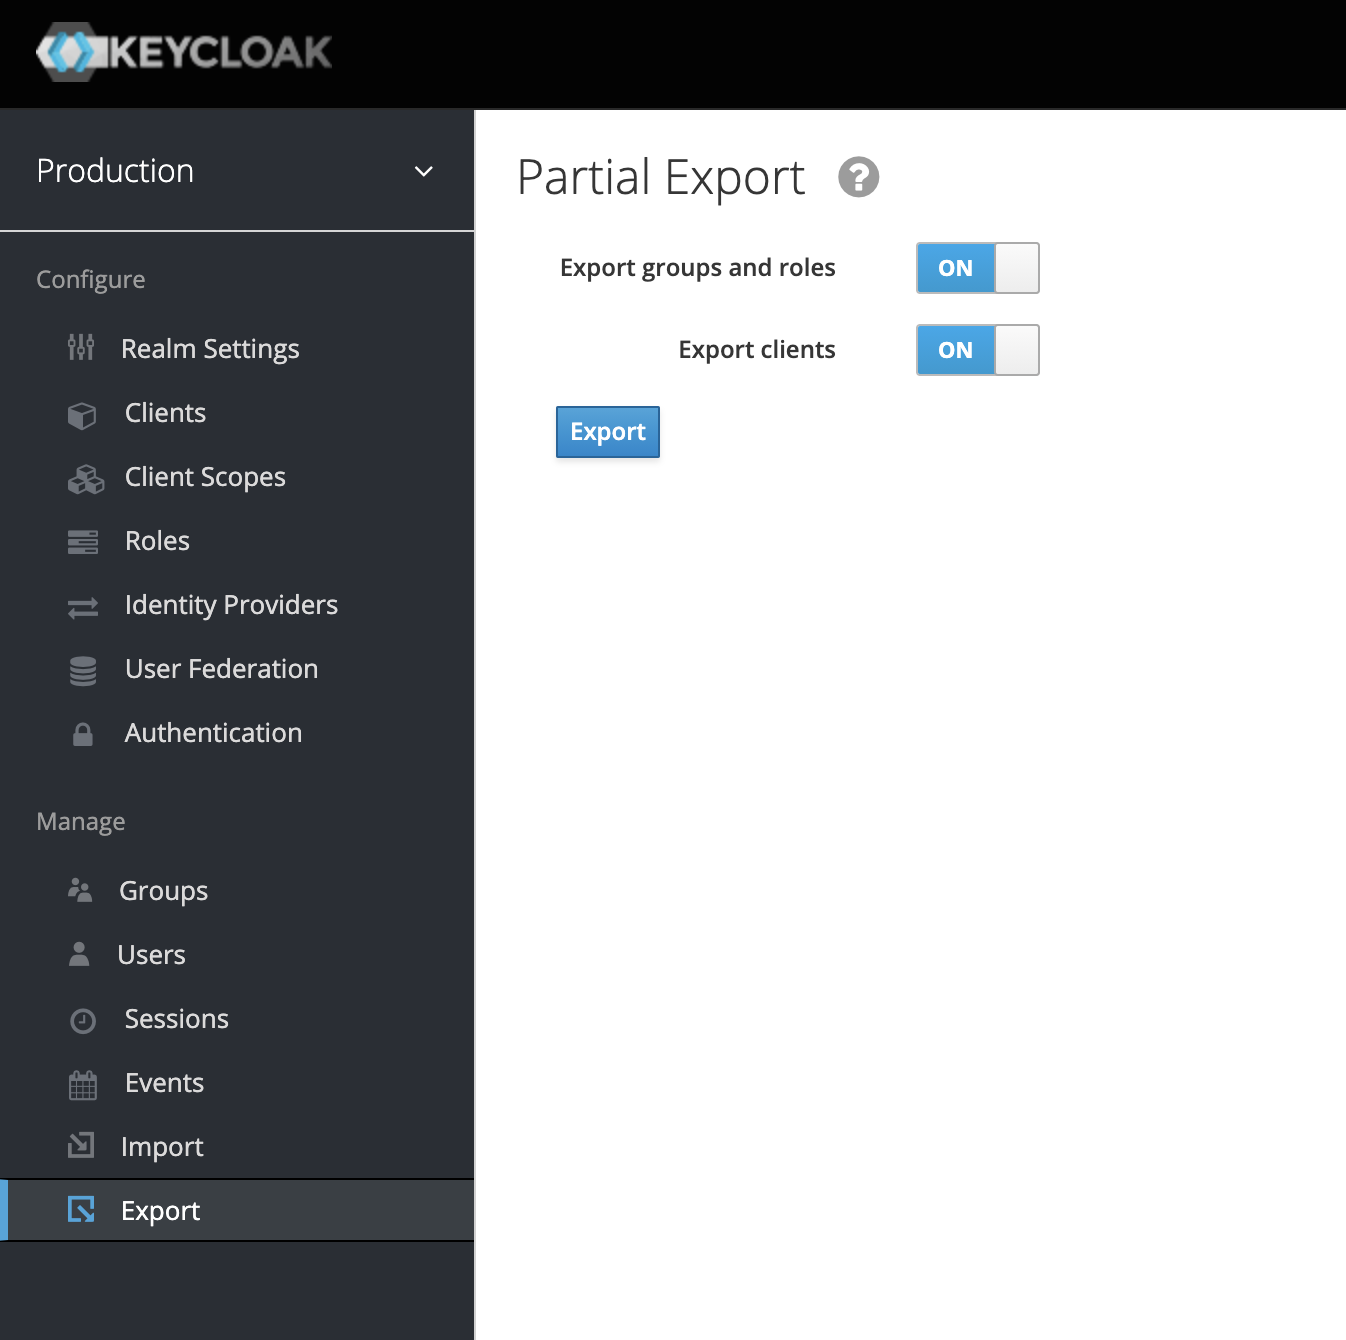 KEYCLOAK
Production
Configure
Realm Settings
Clients
Client Scopes
Roles
Identity Providers
User Federation
Authentication
Manage
Groups
Users
Sessions
Events
Import
Export
Partial Export ?
Export groups and roles ON
Export clients ON
Export